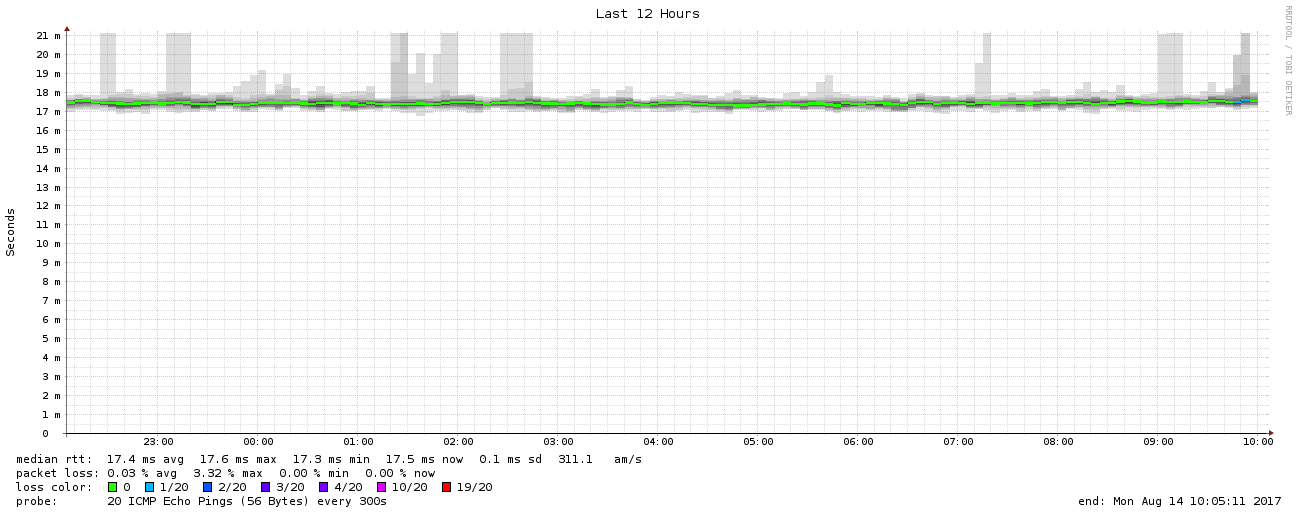 Last 12 Hours
RRDTOOL / TOBI OETIKER
Seconds
21 m
20 m
19 m
18 m
17 m
16 m
15 m
14 m
13 m
12 m
11 m
10 m
9 m
8 m
7 m
6 m
5 m
4 m
3 m
2 m
1 m
0
23:00 00:00 01:00 02:00 03:00 04:00 05:00 06:00 07:00 08:00 09:00 10:00
median rtt: 17.4 ms avg 17.6 ms max 17.3 ms min 17.5 ms now 0.1 ms sd 311.1 am/s
packet loss: 0.03 % avg 3.32 % max 0.00 % min 0.00 % now
loss color: 0 1/20 2/20 3/20 4/20 10/20 19/20
probe: 20 ICMP Echo Pings (56 Bytes) every 300s end: Mon Aug 14 10:05:11 2017